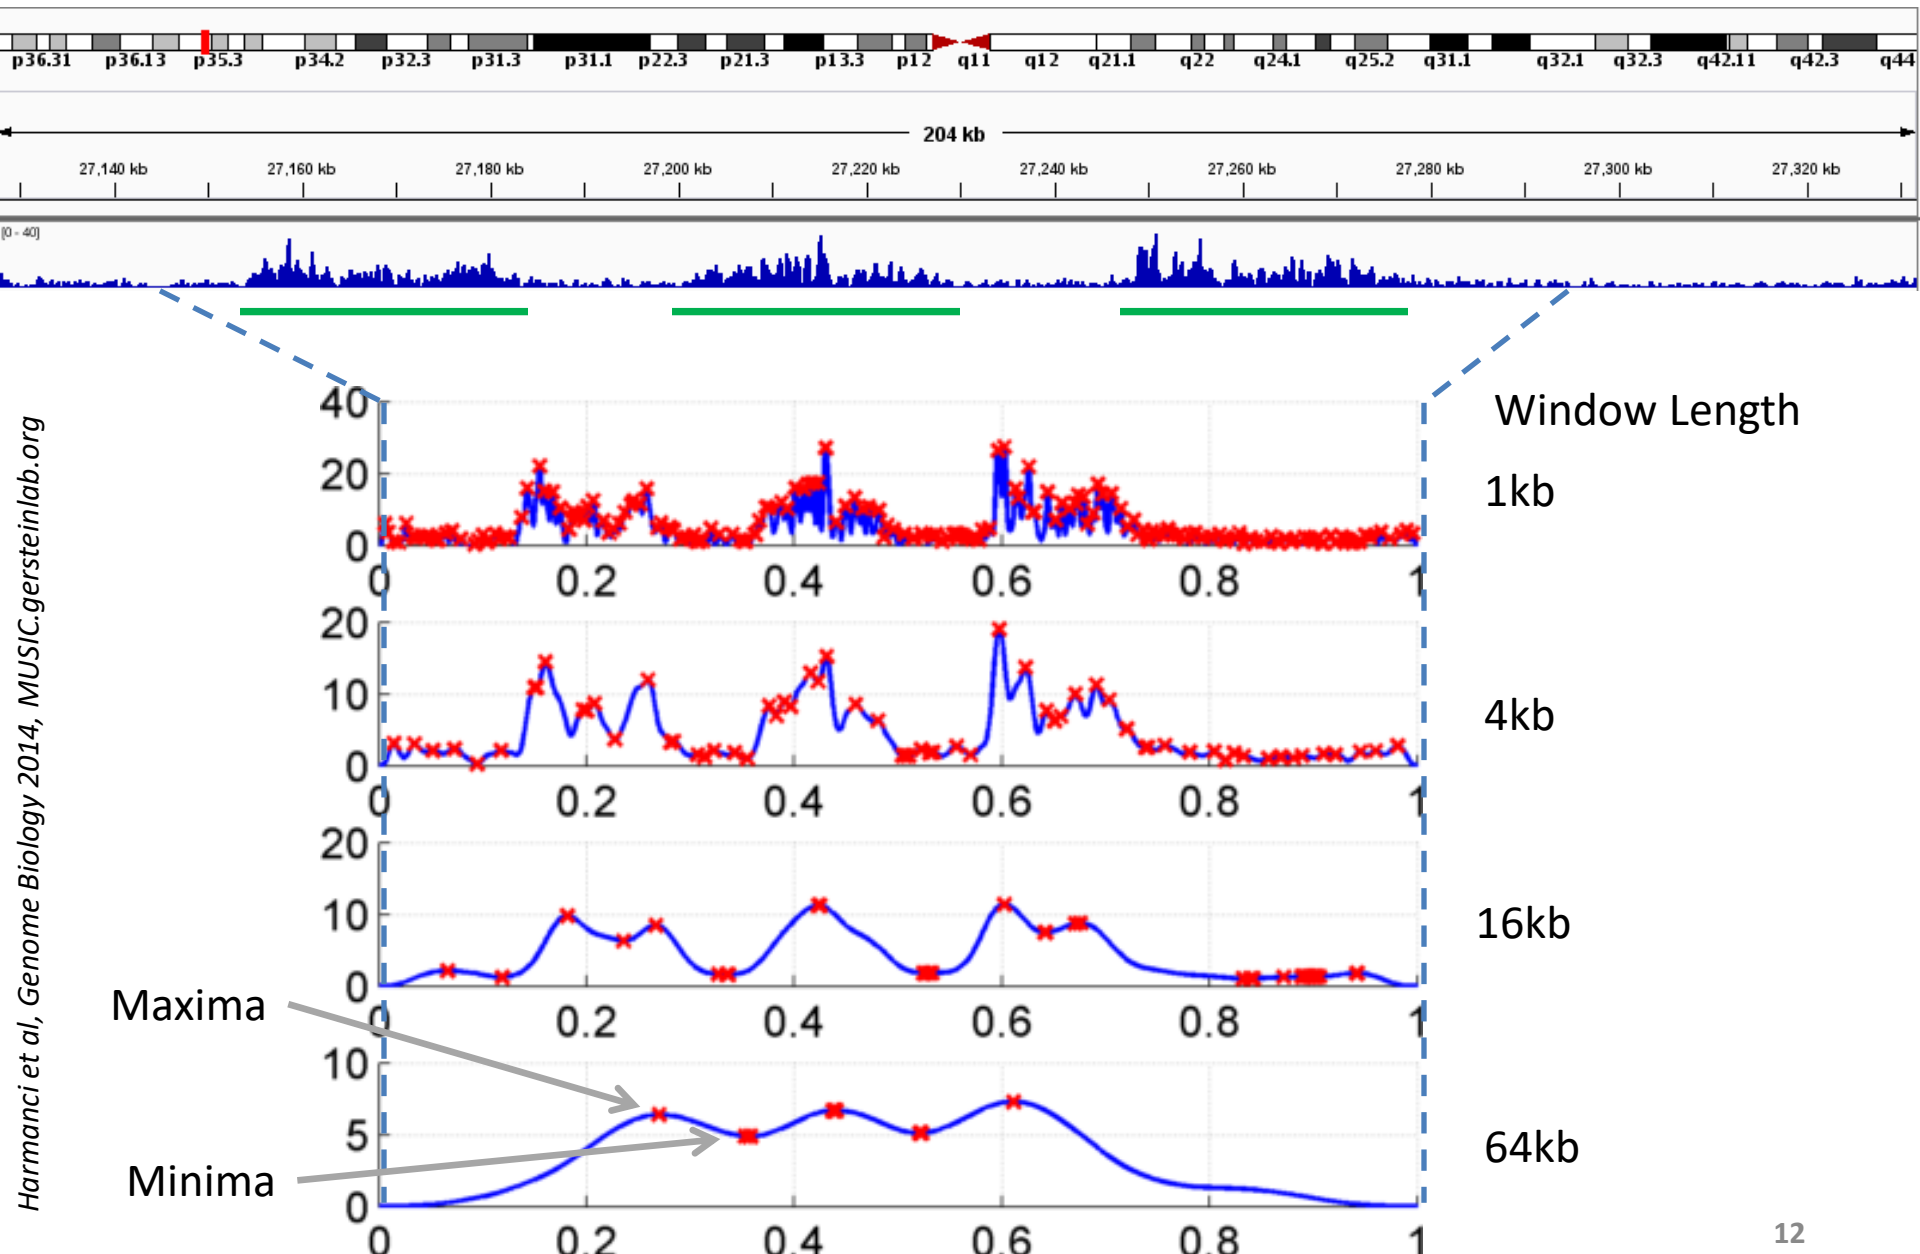 p36.31 p36.13 p35.3 p34.2 p32.3 p31.3 p31.1 p22.3 p21.3 p13.3 p12 q11 q12 q21.1 q22 q24.1 q25.2 q31.1 q32.1 q32.3 q42.11 q42.3 q44
204 kb
27,140 kb 27,160 kb 27,180 kb 27,200 kb 27,220 kb 27,240 kb 27,260 kb 27,280 kb 27,300 kb 27,320 kb
[0 - 40]
Harmanci et al, Genome Biology 2014, MUSIC.gersteinlab.org
Window Length
40
20
0
0 0.2 0.4 0.6 0.8 1
1kb
20
10
0
0 0.2 0.4 0.6 0.8 1
4kb
20
10
0
0 0.2 0.4 0.6 0.8 1
16kb
Maxima
Minima
10
5
0
0 0.2 0.4 0.6 0.8 1
64kb
12